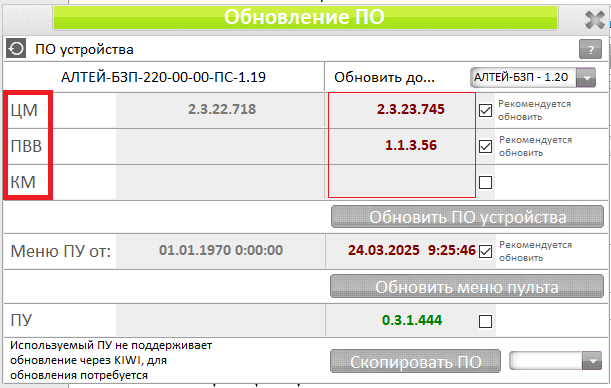 Обновление ПО
ПО устройства
?
АЛТЕЙ-БЗП-220-00-00-ПС-1.19 Обновить до... АЛТЕЙ-БЗП - 1.20
ЦМ 2.3.22.718 2.3.23.745 Рекомендуется
обновить
ПВВ 1.1.3.56 Рекомендуется
обновить
КМ
Обновить ПО устройства
Меню ПУ от: 01.01.1970 0:00:00 24.03.2025 9:25:46 Рекомендуется
обновить
Обновить меню пульта
ПУ 0.3.1.444
Используемый ПУ не поддерживает
обновление через KIWI, для
обновления потребуется
Скопировать ПО